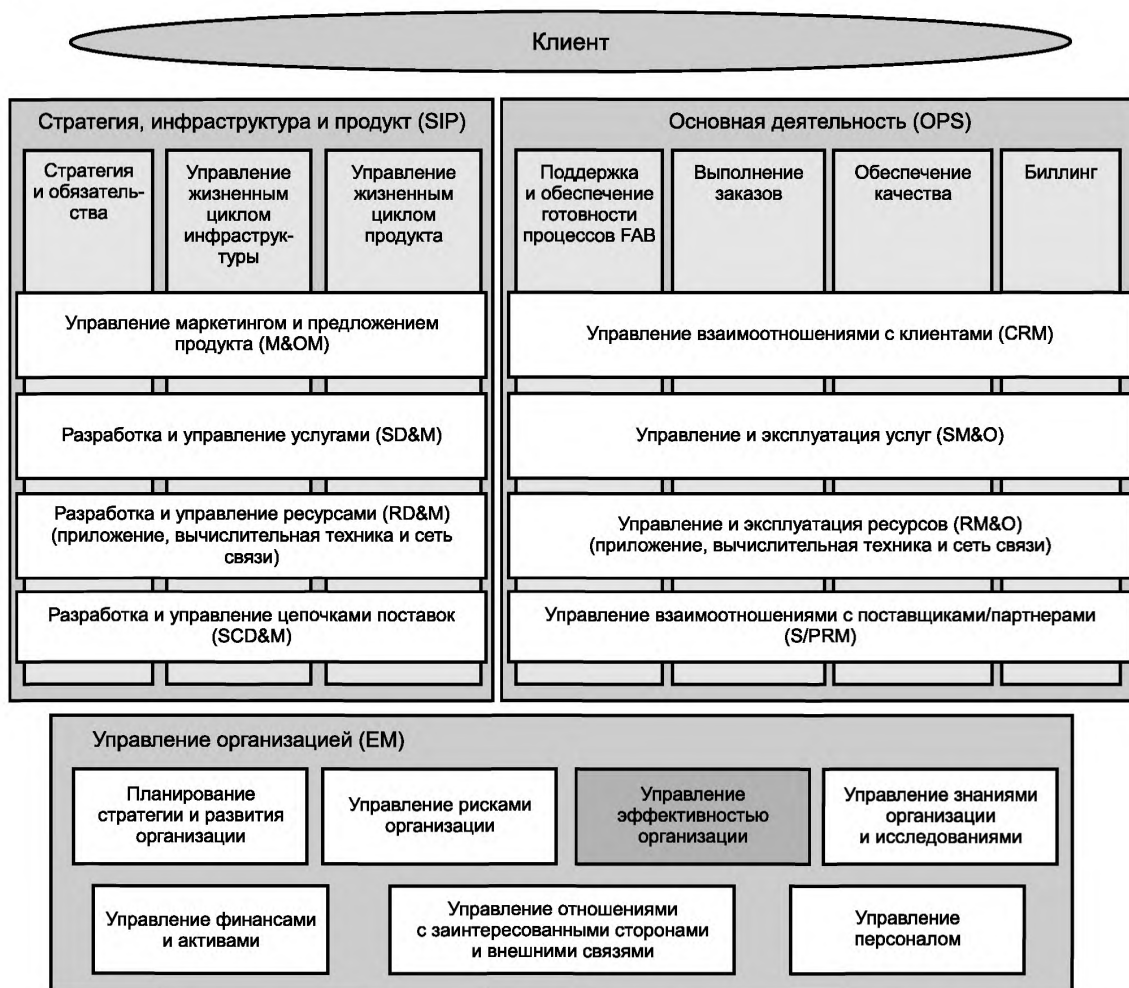 Клиент
Стратегия, инфраструктура и продукт (SIP)
Стратегия
и обязатель-
ства
Управление
жизненным
циклом
инфраструк-
туры
Управление
жизненным
циклом
продукта
Управление маркетингом и предложением
продукта (M&OM)
Разработка и управление услугами (SD&M)
Разработка и управление ресурсами (RD&M)
(приложение, вычислительная техника и сеть
связи)
Разработка и управление цепочками поставок
(SCD&M)
Основная деятельность (OPS)
Поддержка
и обеспечение
готовности
процессов FAB
Выполнение
заказов
Обеспечение
качества
Биллинг
Управление взаимоотношениями с клиентами (CRM)
Управление и эксплуатация услуг (SM&O)
Управление и эксплуатация ресурсов (RM&O)
(приложение, вычислительная техника и сеть связи)
Управление взаимоотношениями с поставщиками/партнерами
(S/PRM)
Управление организацией (EM)
Планирование
стратегии и развития
организации
Управление рисками
организации
Управление
эффективностью
организации
Управление знаниями
организации
и исследованиями
Управление финансами
и активами
Управление отношениями
с заинтересованными сторонами
и внешними связями
Управление
персоналом